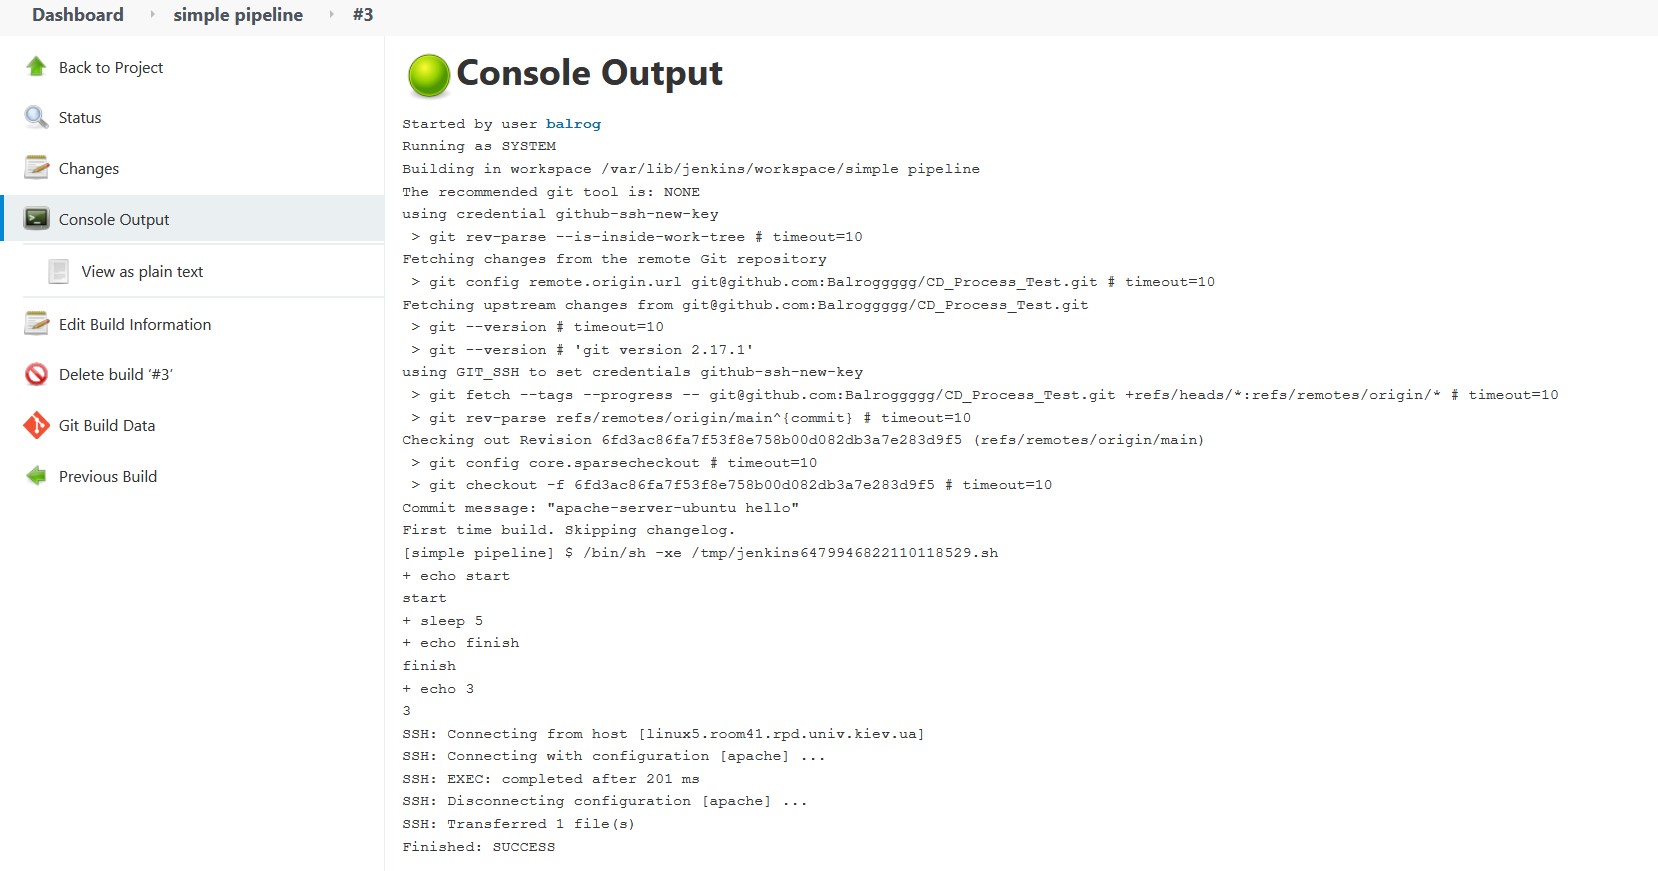 Dashboard simple pipeline #3
Back to Project
Status
Changes
Console Output
View as plain text
Edit Build Information
Delete build ‘#3’
Git Build Data
Previous Build
Console Output
Started by user balrog
Running as SYSTEM
Building in workspace /var/lib/jenkins/workspace/simple pipeline
The recommended git tool is: NONE
using credential github-ssh-new-key
> git rev-parse --is-inside-work-tree # timeout=10
Fetching changes from the remote Git repository
> git config remote.origin.url git@github.com:Balroggggg/CD_Process_Test.git # timeout=10
Fetching upstream changes from git@github.com:Balroggggg/CD_Process_Test.git
> git --version # timeout=10
> git --version # 'git version 2.17.1'
using GIT_SSH to set credentials github-ssh-new-key
> git fetch --tags --progress -- git@github.com:Balroggggg/CD_Process_Test.git +refs/heads/*:refs/remotes/origin/* # timeout=10
> git rev-parse refs/remotes/origin/main^{commit} # timeout=10
Checking out Revision 6fd3ac86fa7f53f8e758b00d082db3a7e283d9f5 (refs/remotes/origin/main)
> git config core.sparsecheckout # timeout=10
> git checkout -f 6fd3ac86fa7f53f8e758b00d082db3a7e283d9f5 # timeout=10
Commit message: "apache-server-ubuntu hello"
First time build. Skipping changelog.
[simple pipeline] $ /bin/sh -xe /tmp/jenkins6479946822110118529.sh
+ echo start
start
+ sleep 5
+ echo finish
finish
+ echo 3
3
SSH: Connecting from host [linux5.room41.rpd.univ.kiev.ua]
SSH: Connecting with configuration [apache] ...
SSH: EXEC: completed after 201 ms
SSH: Disconnecting configuration [apache] ...
SSH: Transferred 1 file(s)
Finished: SUCCESS